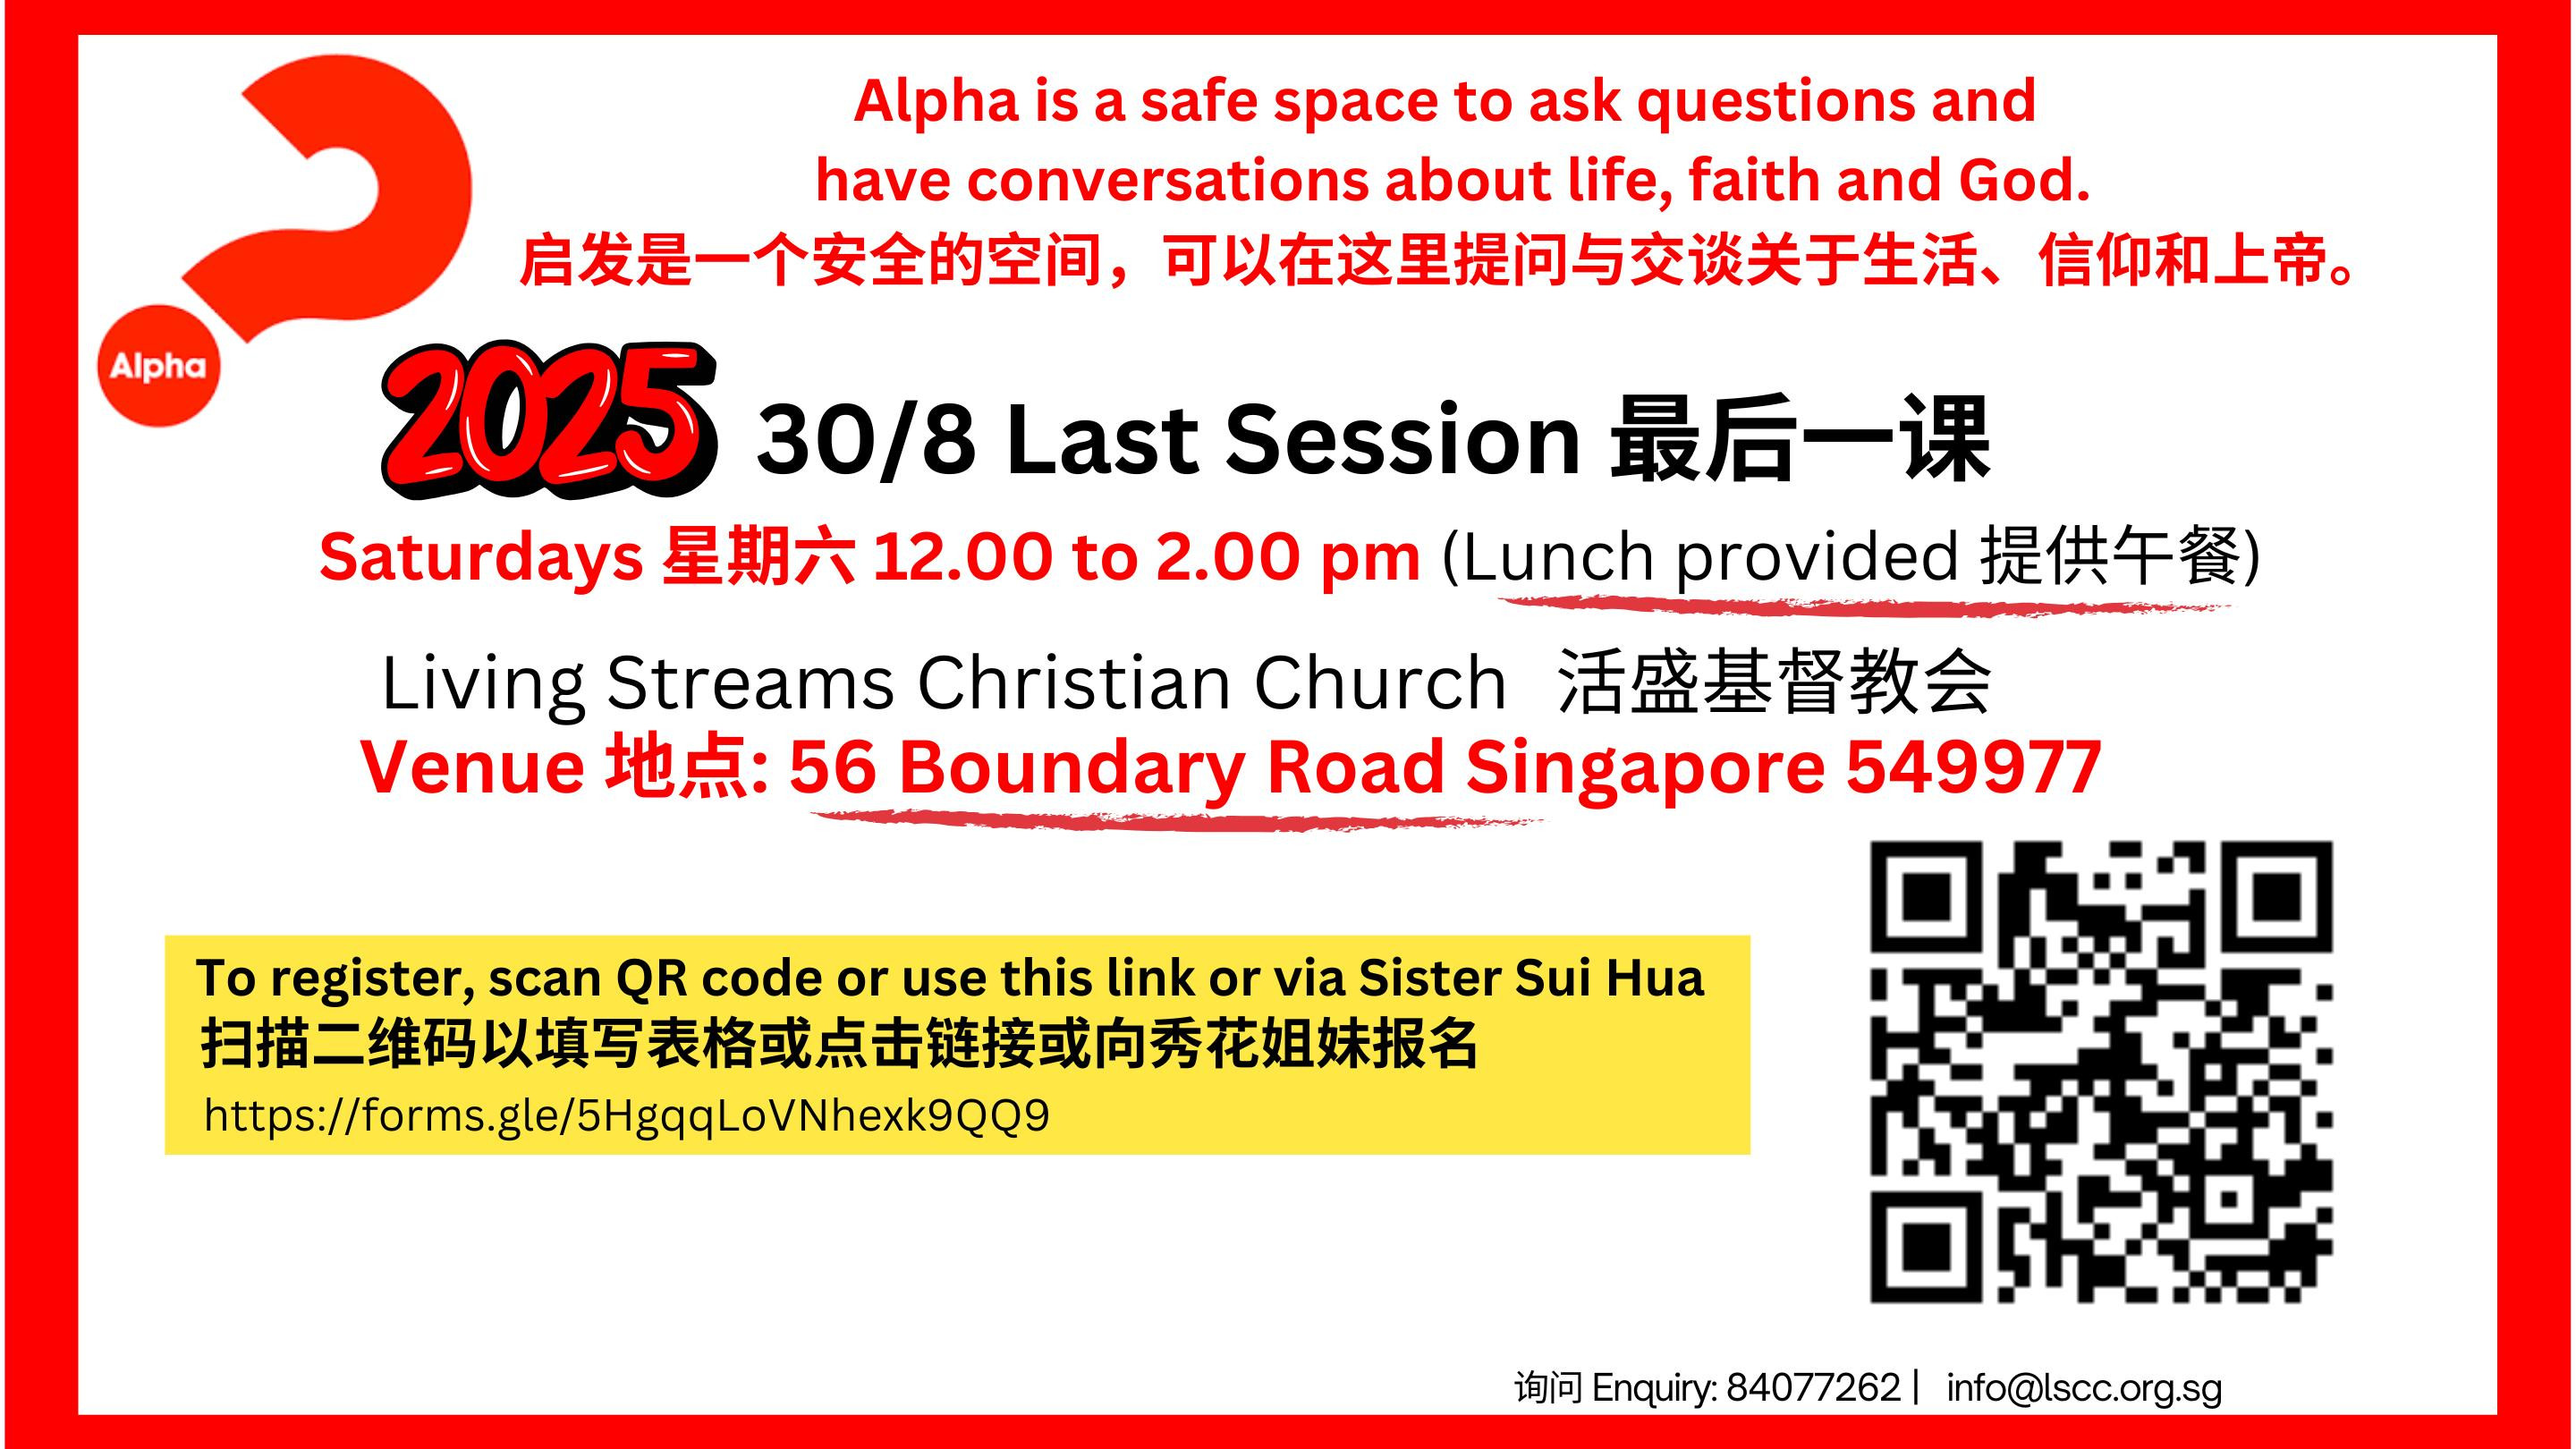 Alpha is a safe space to ask questions and
have conversations about life, faith and God.
启发是一个安全的空间，可以在这里提问与交谈关于生活、信仰和上帝。
Alpha
2025 30/8 Last Session 最后一课
Saturdays 星期六 12.00 to 2.00 pm (Lunch provided 提供午餐)
Living Streams Christian Church 活盛基督教会
Venue 地点: 56 Boundary Road Singapore 549977
To register, scan QR code or use this link or via Sister Sui Hua
扫描二维码以填写表格或点击链接或向秀花姐妹报名
https://forms.gle/5HgqqLoVNhexk9QQ9
询问 Enquiry: 84077262 | info@lscc.org.sg